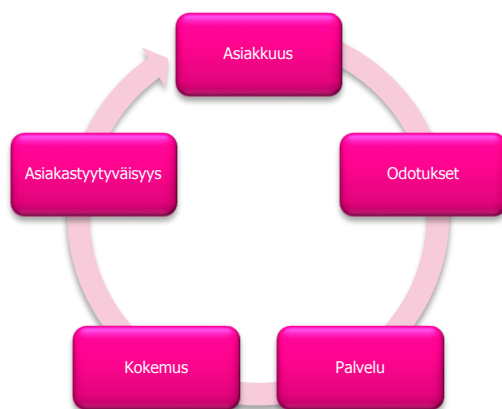 Asiakkuus
Odotukset
Palvelu
Kokemus
Asiakastyytyväisyys